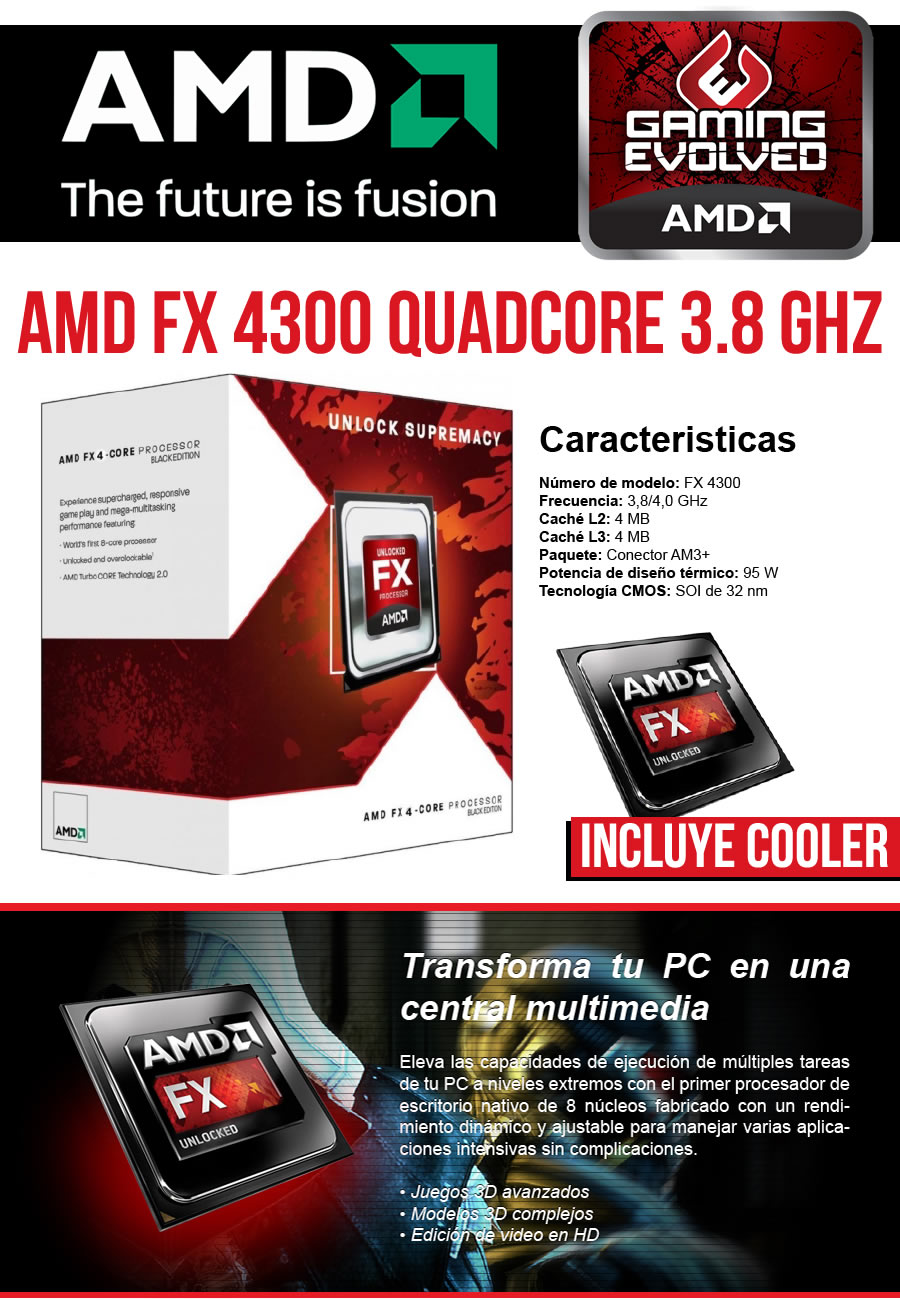 AMD
The future is fusion
GAMING
EVOLVED
AMD
AMD FX 4300 QUADCORE 3.8 GHZ
UNLOCK SUPREMACY
AMD FX 4-CORE PROCESSOR
BLACK EDITION
Experience supercharged, responsive
game play and mega-multitasking
performance featuring:
· World's first 8-core processor
· Unlocked and overclockable¹
· AMD Turbo CORE Technology 2.0
UNLOCKED
FX
PROCESSOR
AMD
AMD FX 4-CORE PROCESSOR
BLACK EDITION
AMD
Caracteristicas
Número de modelo: FX 4300
Frecuencia: 3,8/4,0 GHz
Caché L2: 4 MB
Caché L3: 4 MB
Paquete: Conector AM3+
Potencia de diseño térmico: 95 W
Tecnología CMOS: SOI de 32 nm
AMD
FX
UNLOCKED
INCLUYE COOLER
AMD
FX
UNLOCKED
Transforma tu PC en una
central multimedia
Eleva las capacidades de ejecución de múltiples tareas
de tu PC a niveles extremos con el primer procesador de
escritorio nativo de 8 núcleos fabricado con un rendi-
miento dinámico y ajustable para manejar varias aplica-
ciones intensivas sin complicaciones.
• Juegos 3D avanzados
• Modelos 3D complejos
• Edición de video en HD